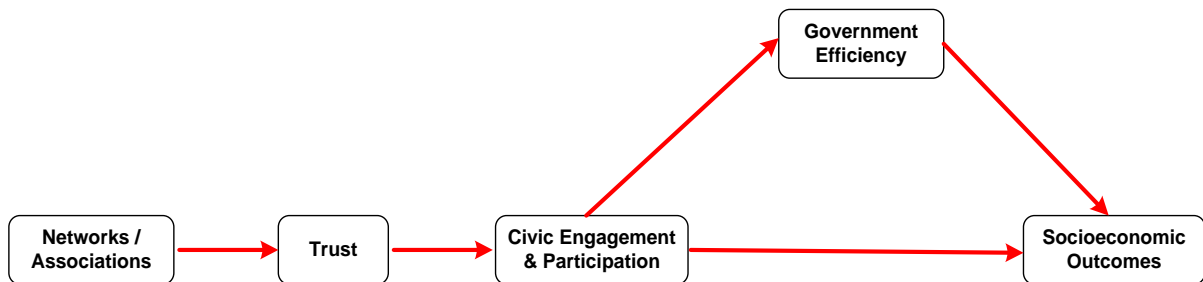 Government
Efficiency
Networks /
Associations
Trust
Civic Engagement
& Participation
Socioeconomic
Outcomes